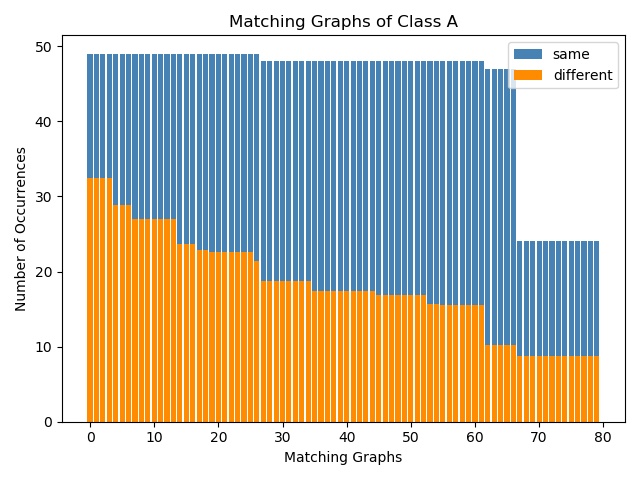 Matching Graphs of Class A
same
different
Number of Occurrences
50
40
30
20
10
0
0 10 20 30 40 50 60 70 80
Matching Graphs